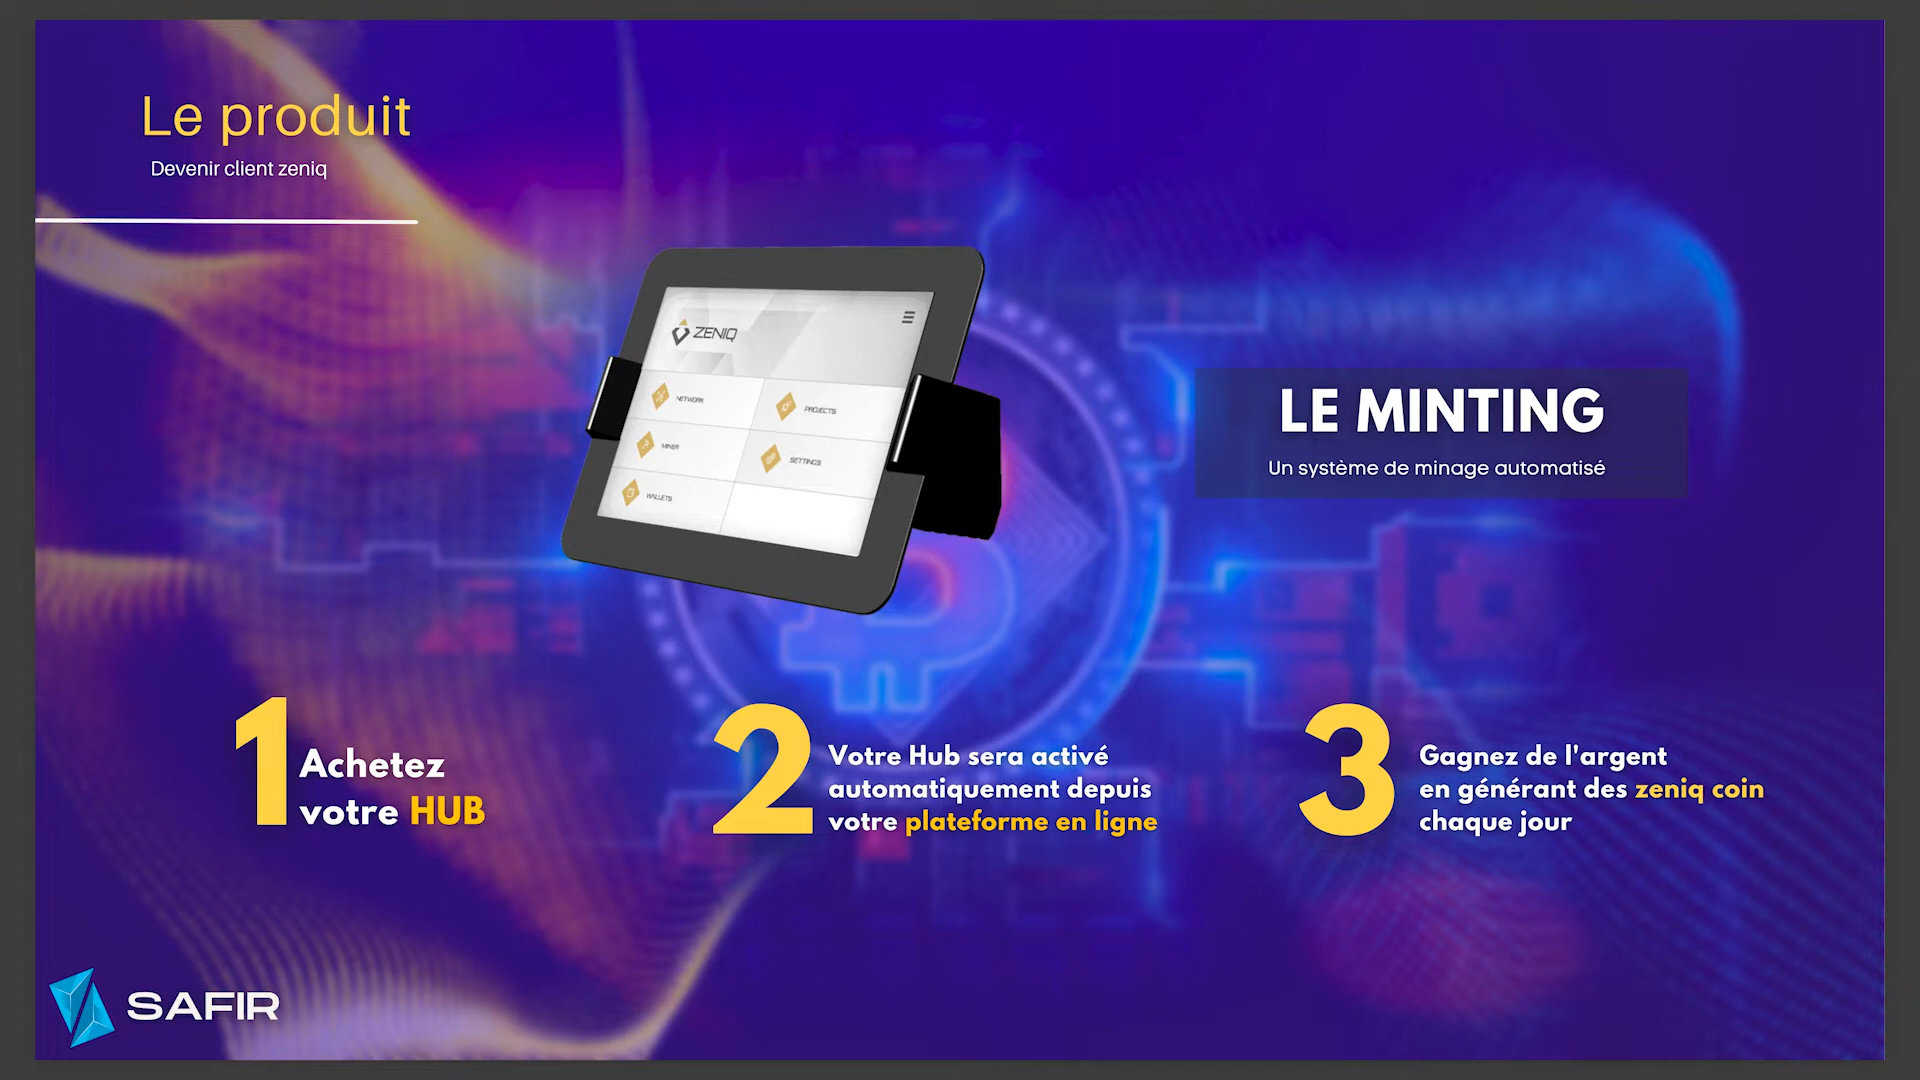 Le produit
Devenir client zeniq
ZENIQ
NETWORK
PROJECTS
MINER
SETTINGS
WALLETS
LE MINTING
Un système de minage automatisé
1
Achetez
votre HUB
2
Votre Hub sera activé
automatiquement depuis
votre plateforme en ligne
3
Gagnez de l'argent
en générant des zeniq coin
chaque jour
SAFIR